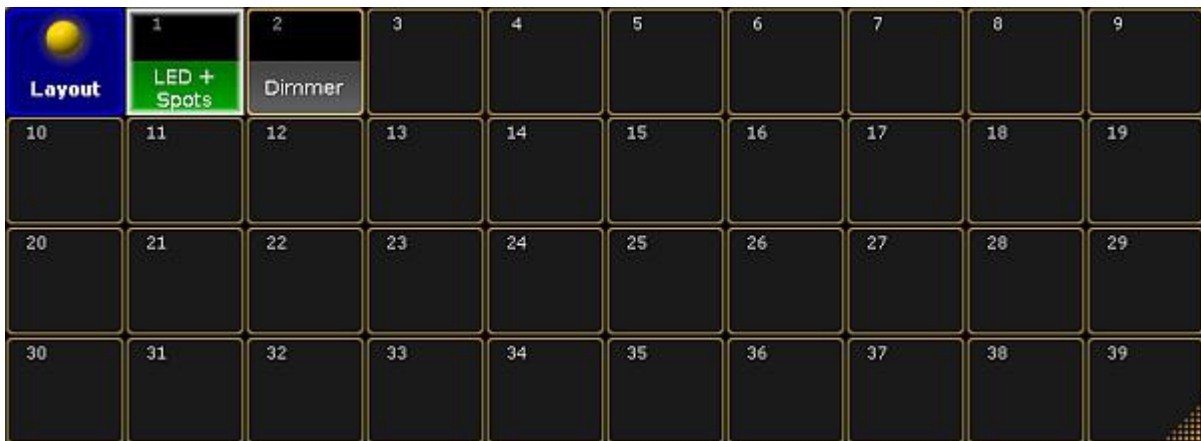 1 2 3 4 5 6 7 8 9
Layout
LED +
Spots
Dimmer
10 11 12 13 14 15 16 17 18 19
20 21 22 23 24 25 26 27 28 29
30 31 32 33 34 35 36 37 38 39